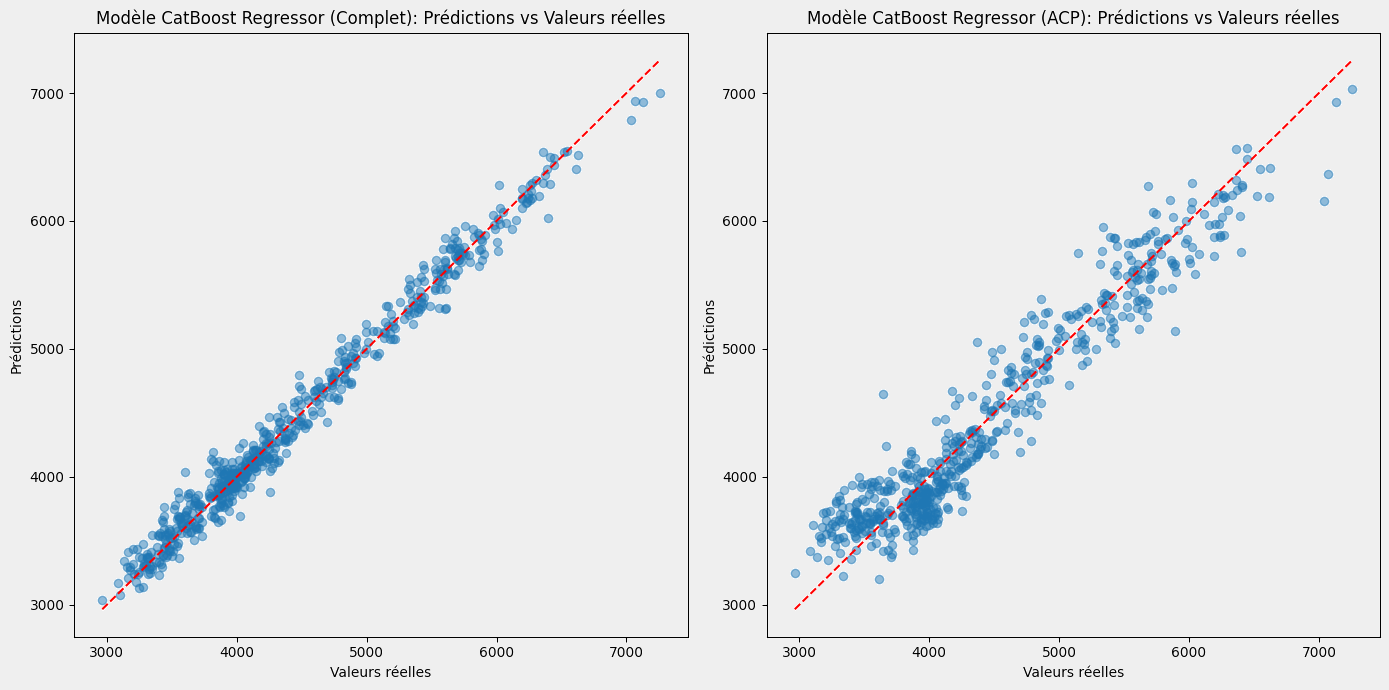 Modèle CatBoost Regressor (Complet): Prédictions vs Valeurs réelles
7000
6000
5000
4000
3000
Prédictions
3000 4000 5000 6000 7000
Valeurs réelles
Modèle CatBoost Regressor (ACP): Prédictions vs Valeurs réelles
7000
6000
5000
4000
3000
Prédictions
3000 4000 5000 6000 7000
Valeurs réelles